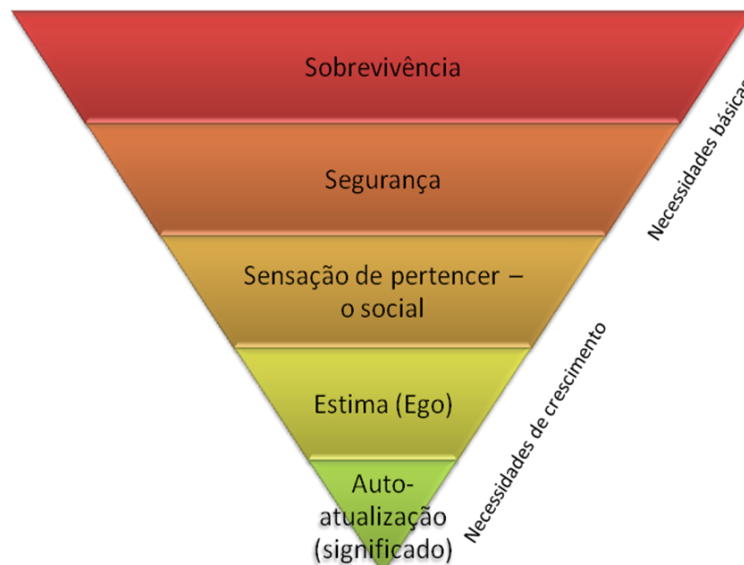 Sobrevivência
Segurança
Sensação de pertencer –
o social
Estima (Ego)
Auto-
atualização
(significado)
Necessidades básicas
Necessidades de crescimento